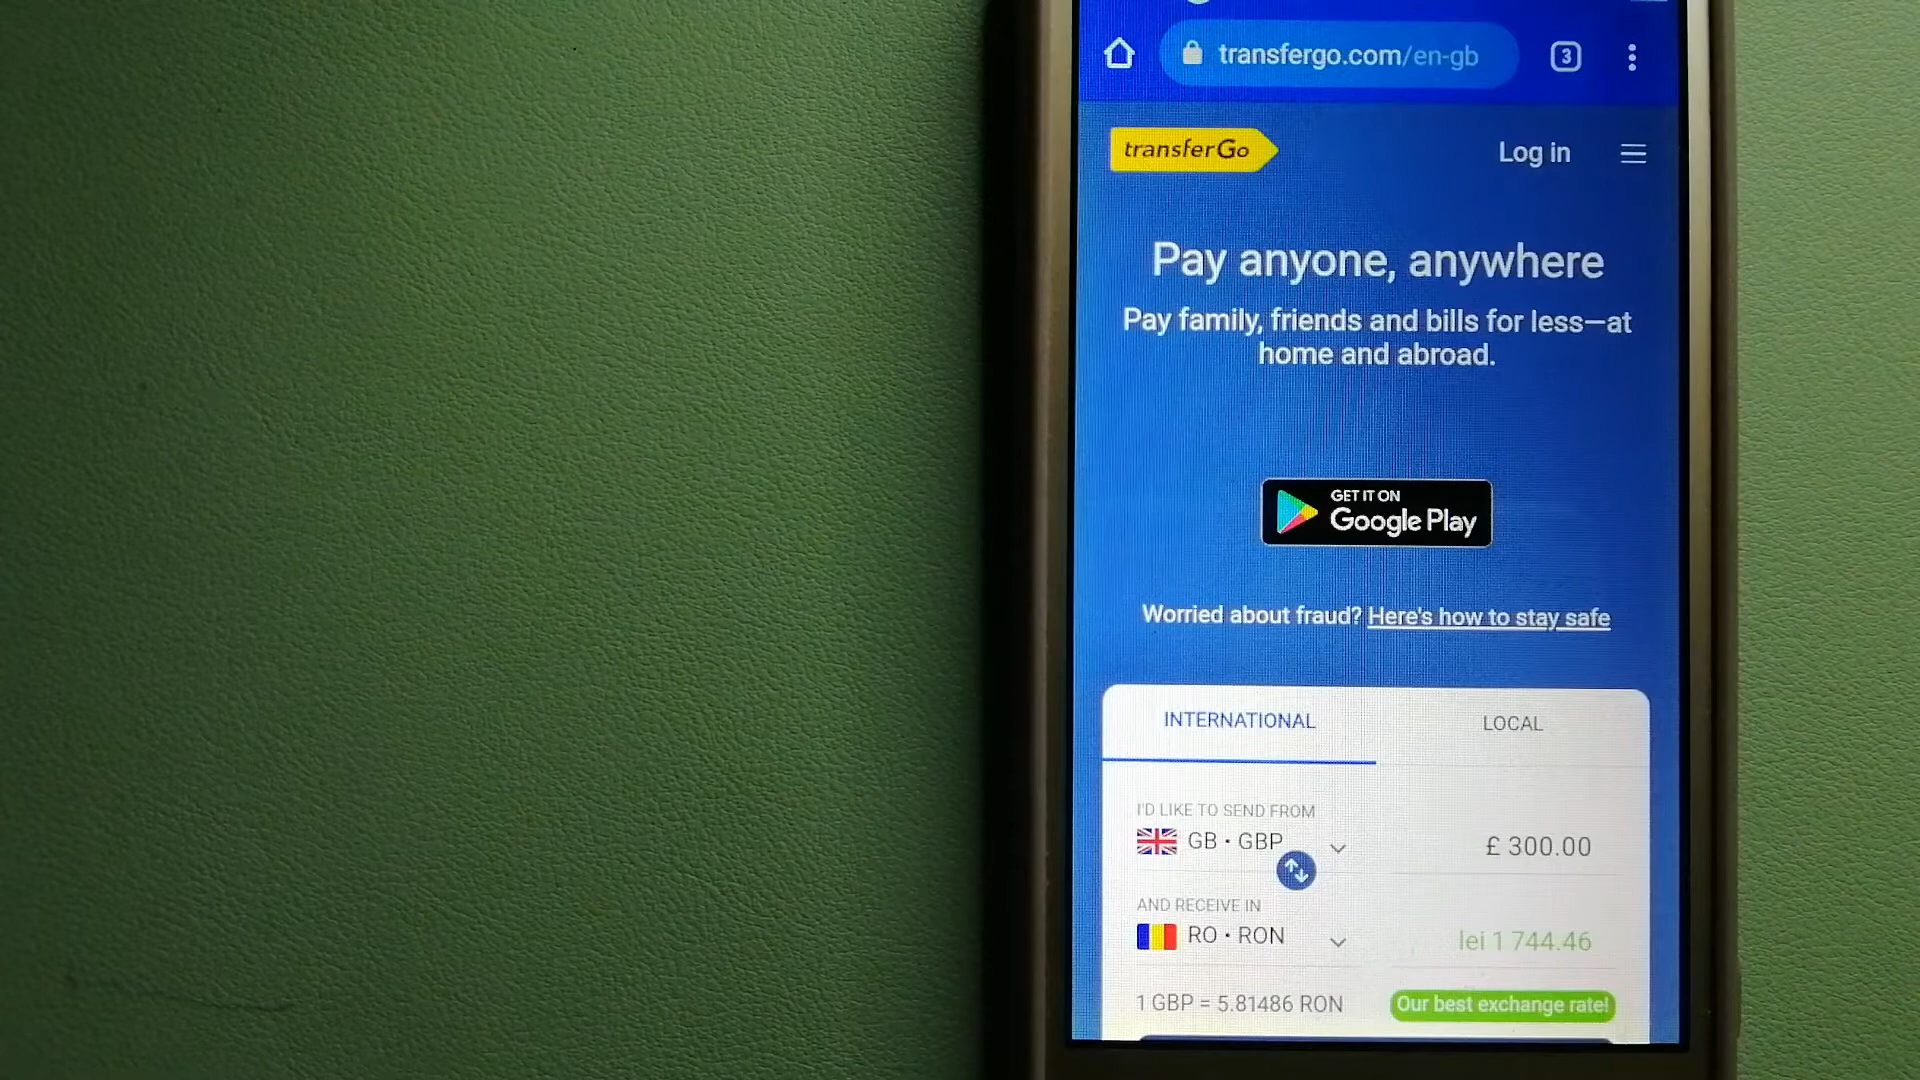 transfergo.com/en-gb
3
transferGo
Log in
Pay anyone, anywhere
Pay family, friends and bills for less—at
home and abroad.
GET IT ON
Google Play
Worried about fraud? Here's how to stay safe
INTERNATIONAL
LOCAL
I'D LIKE TO SEND FROM
GB • GBP
£ 300.00
AND RECEIVE IN
RO • RON
lei 1 744.46
1 GBP = 5.81486 RON
Our best exchange rate!